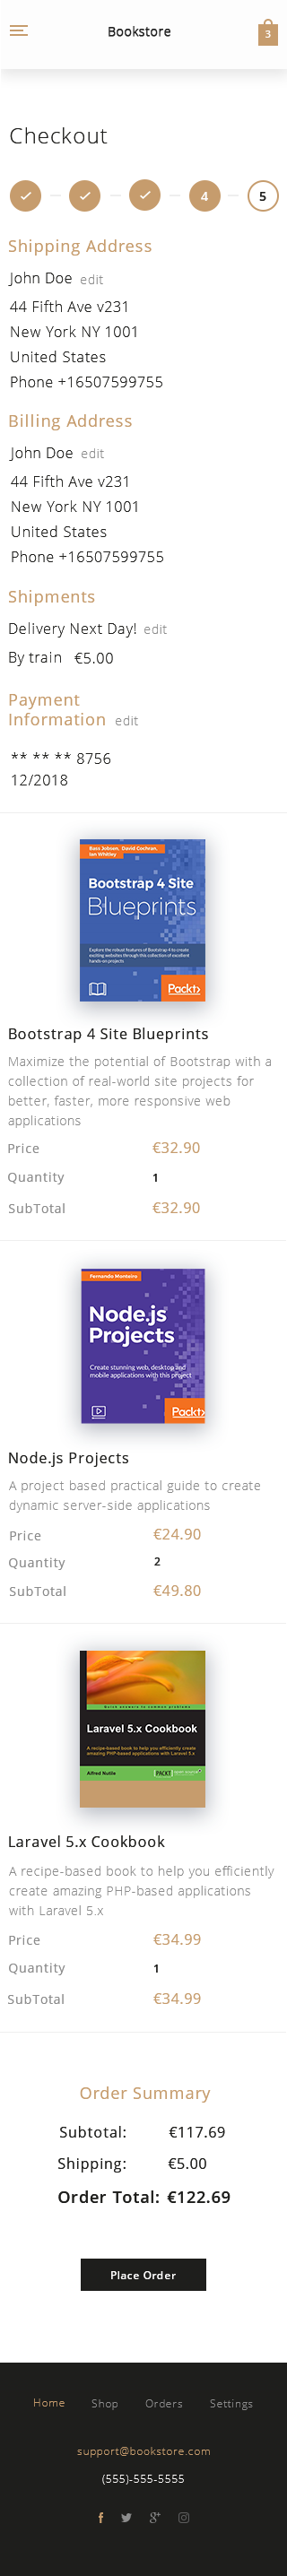 Bookstore
3
Checkout
4 5
Shipping Address
John Doe edit
44 Fifth Ave v231
New York NY 1001
United States
Phone +16507599755
Billing Address
John Doe edit
44 Fifth Ave v231
New York NY 1001
United States
Phone +16507599755
Shipments
Delivery Next Day! edit
By train €5.00
Payment
Information edit
** ** ** 8756
12/2018
Bass Jobsen, David Cochran,
Ian Whitley
Bootstrap 4 Site
Blueprints
Explore the robust features of Bootstrap 4 to create
exciting websites through this collection of excellent
hands-on projects
Packt>
Bootstrap 4 Site Blueprints
Maximize the potential of Bootstrap with a
collection of real-world site projects for
better, faster, more responsive web
applications
Price €32.90
Quantity 1
SubTotal €32.90
Fernando Monteiro
Node.js
Projects
Create stunning web, desktop and
mobile applications with this project
Packt>
Node.js Projects
A project based practical guide to create
dynamic server-side applications
Price €24.90
Quantity 2
SubTotal €49.80
Quick answers to common problems
Laravel 5.x Cookbook
A recipe-based book to help you efficiently create
amazing PHP-based applications with Laravel 5.x
Alfred Nutile
PACKT
Laravel 5.x Cookbook
A recipe-based book to help you efficiently
create amazing PHP-based applications
with Laravel 5.x
Price €34.99
Quantity 1
SubTotal €34.99
Order Summary
Subtotal: €117.69
Shipping: €5.00
Order Total: €122.69
Place Order
Home Shop Orders Settings
support@bookstore.com
(555)-555-5555